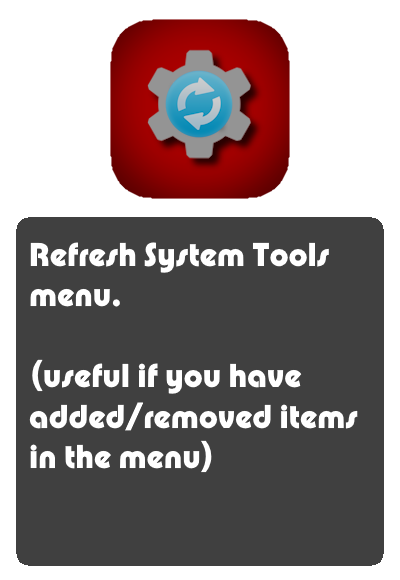 Refresh System Tools
menu.
(useful if you have
added/removed items
in the menu)